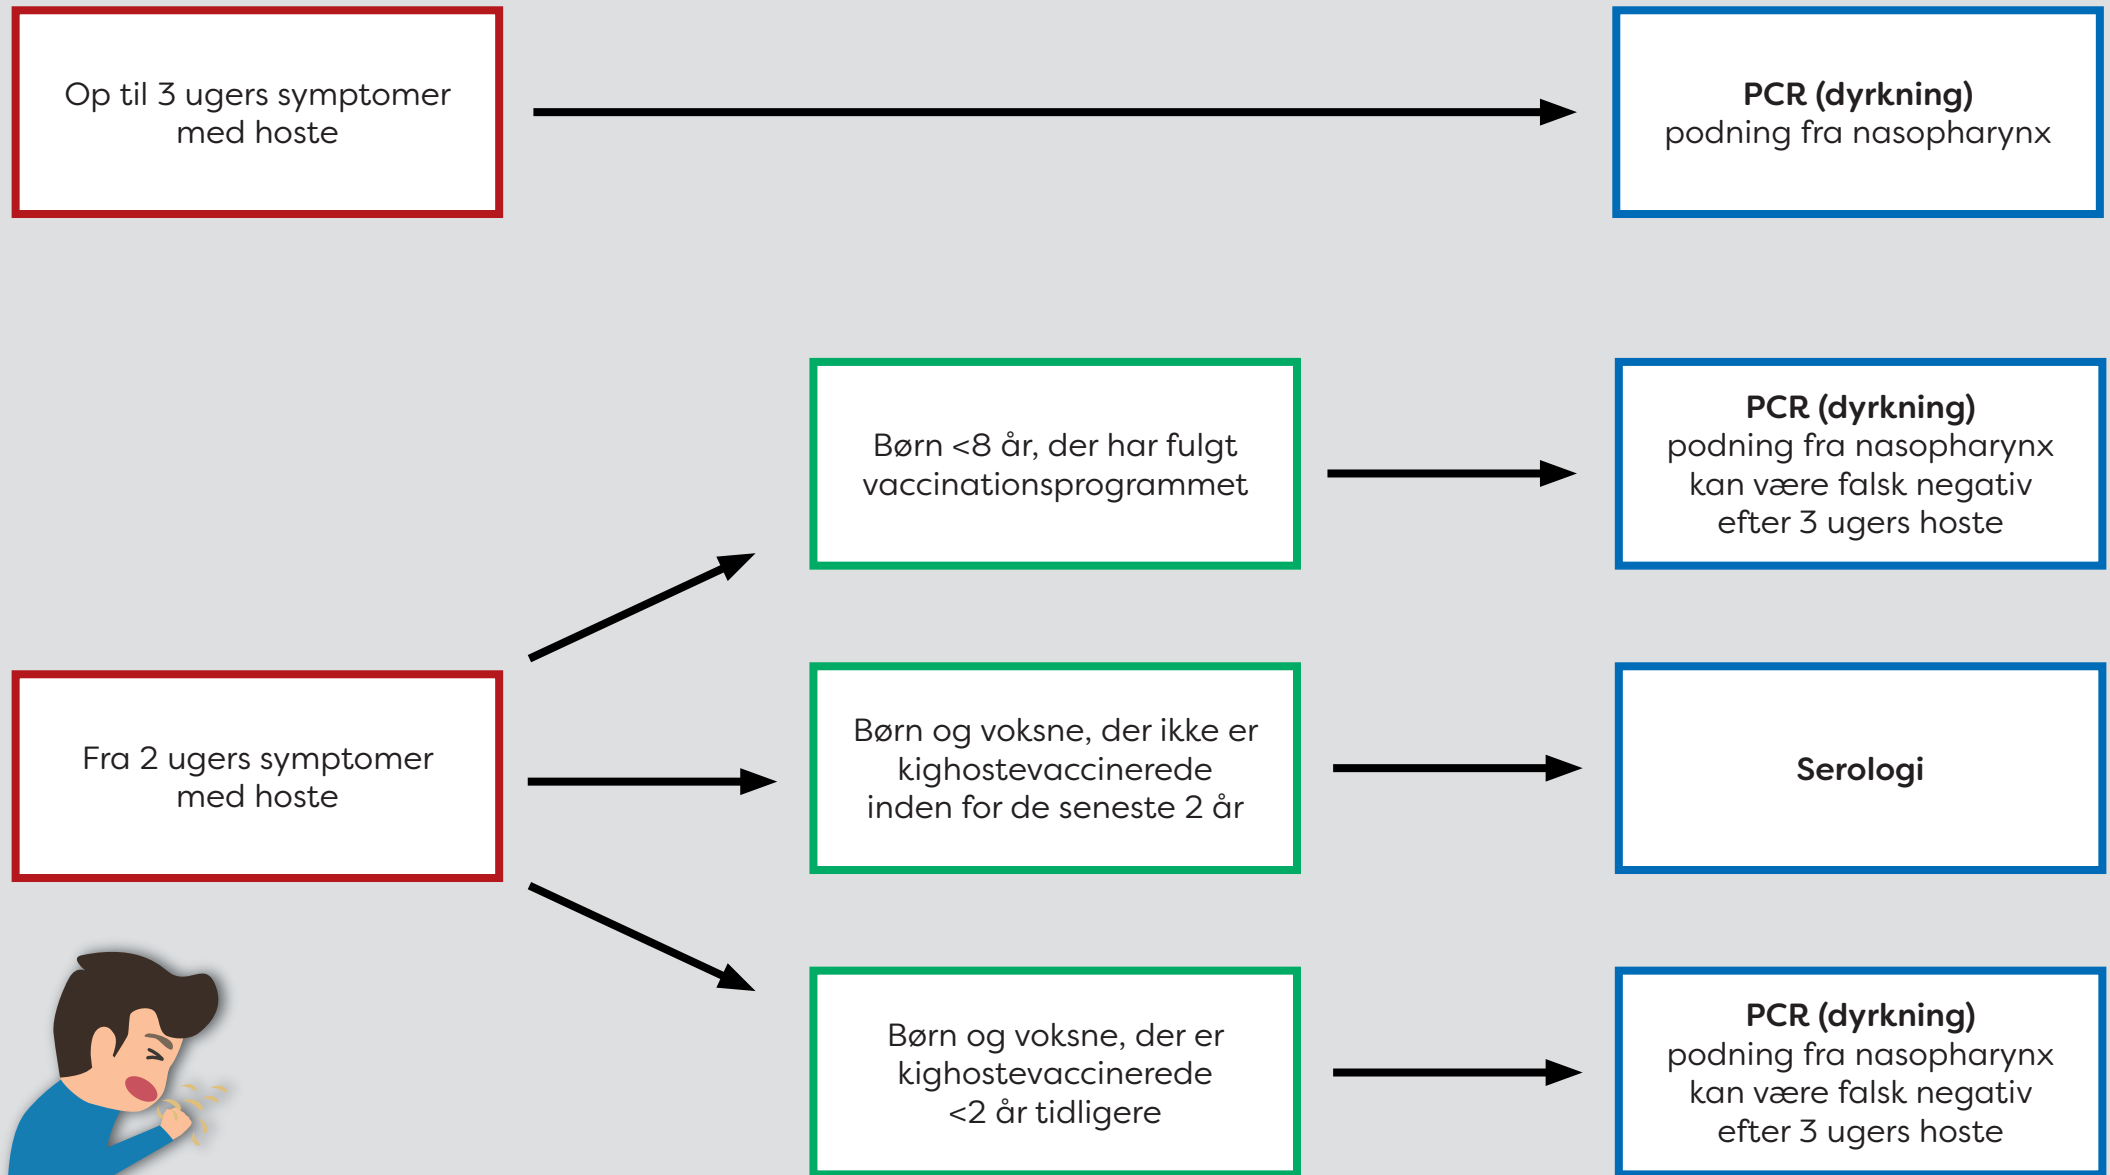 Op til 3 ugers symptomer
med hoste
PCR (dyrkning)
podning fra nasopharynx
Børn <8 år, der har fulgt
vaccinationsprogrammet
PCR (dyrkning)
podning fra nasopharynx
kan være falsk negativ
efter 3 ugers hoste
Fra 2 ugers symptomer
med hoste
Børn og voksne, der ikke er
kighostevaccinerede
inden for de seneste 2 år
Serologi
Børn og voksne, der er
kighostevaccinerede
<2 år tidligere
PCR (dyrkning)
podning fra nasopharynx
kan være falsk negativ
efter 3 ugers hoste